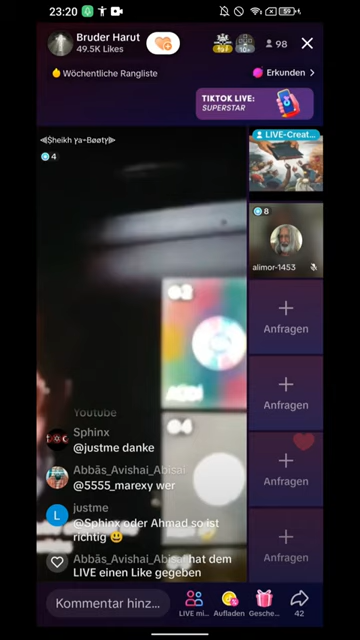 23:20
59
Bruder Harut
49.5K Likes
98
Wöchentliche Rangliste
Erkunden >
TIKTOK LIVE:
SUPERSTAR
LIVE-Creat...
4
8
alimor-1453
Anfragen
Anfragen
Anfragen
Anfragen
Youtube
Sphinx
@justme danke
Abbās_Avishai_Abisai
@5555_marexy wer
justme
@Sphinx oder Ahmad so ist
richtig 😃
Abbās_Avishai_Abisai hat dem
LIVE einen Like gegeben
Kommentar hinz...
LIVE mi...
Aufladen
Gesche...
42